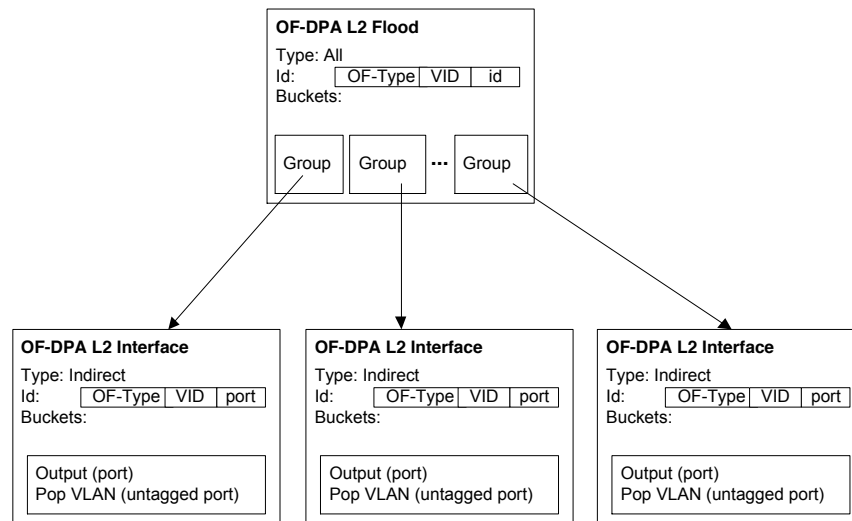 OF-DPA L2 Flood
Type: All
Id: OF-Type VID id
Buckets:
Group Group ... Group
OF-DPA L2 Interface
Type: Indirect
Id: OF-Type VID port
Buckets:
Output (port)
Pop VLAN (untagged port)
OF-DPA L2 Interface
Type: Indirect
Id: OF-Type VID port
Buckets:
Output (port)
Pop VLAN (untagged port)
OF-DPA L2 Interface
Type: Indirect
Id: OF-Type VID port
Buckets:
Output (port)
Pop VLAN (untagged port)